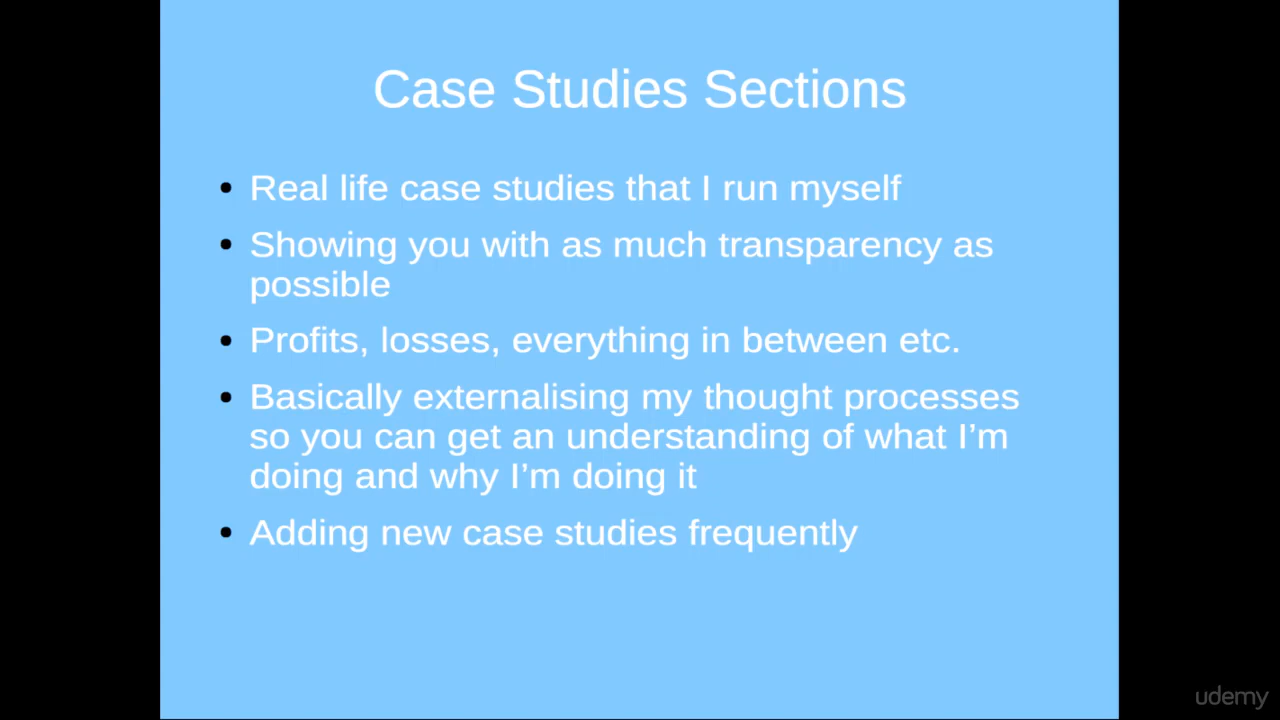 Case Studies Sections
Real life case studies that I run myself
Showing you with as much transparency as
possible
Profits, losses, everything in between etc.
Basically externalising my thought processes
so you can get an understanding of what I’m
doing and why I’m doing it
Adding new case studies frequently
udemy